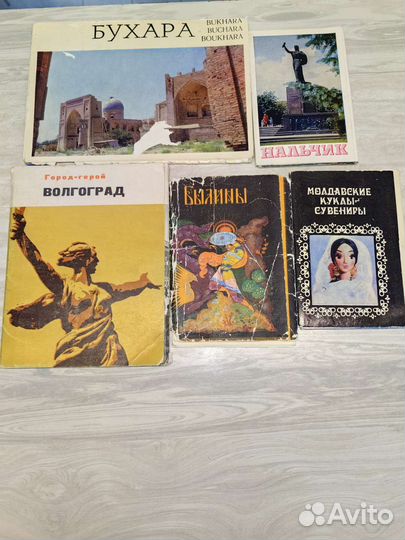 БУХАРА
BUKHARA
BUCHARA
BOUKHARA
НАЛЬЧИК
Город-герой
ВОЛГОГРАД
Былины
МОЛДАВСКИЕ
КУКЛЫ-
СУВЕНИРЫ
Avito